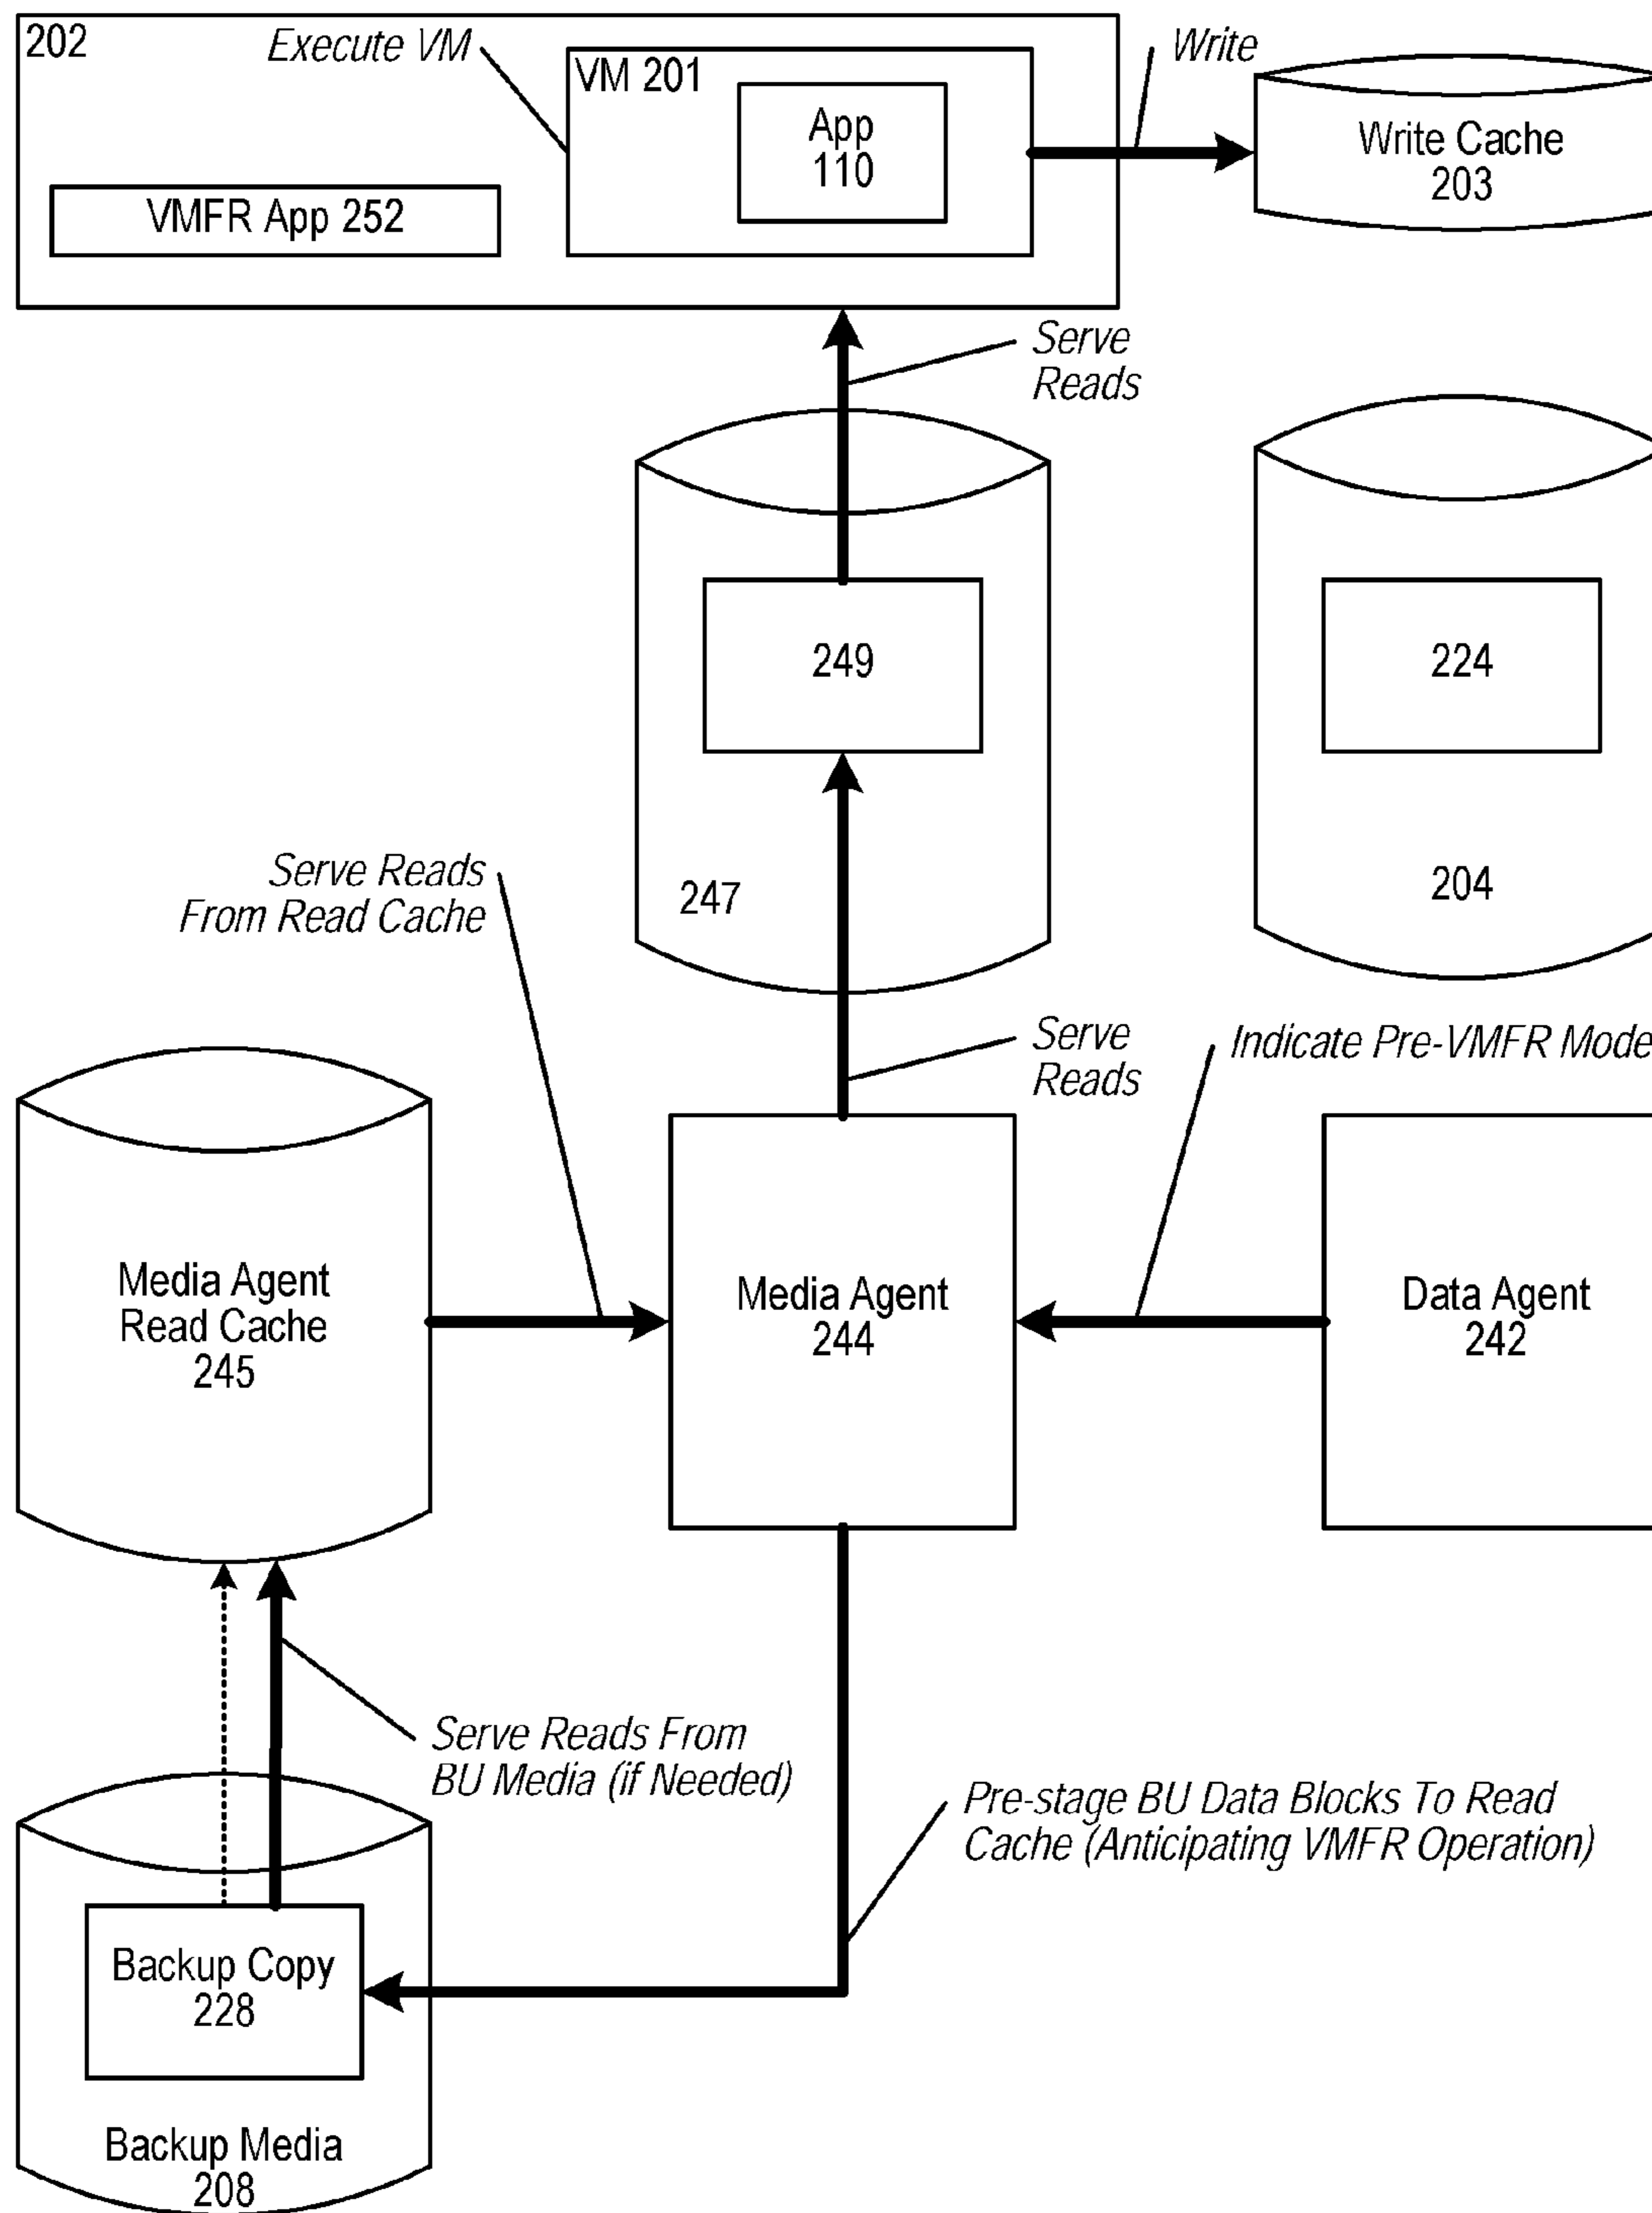 202
Execute VM
VM 201
App
110
VMFR App 252
Write
Write Cache
203
Serve
Reads
249
247
224
204
Serve Reads
From Read Cache
Serve
Reads
Indicate Pre-VMFR Mode
Media Agent
Read Cache
245
Media Agent
244
Data Agent
242
Serve Reads From
BU Media (if Needed)
Pre-stage BU Data Blocks To Read
Cache (Anticipating VMFR Operation)
Backup Copy
228
Backup Media
208